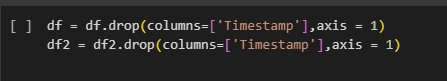 [ ] df = df.drop(columns=['Timestamp'],axis = 1)
df2 = df2.drop(columns=['Timestamp'],axis = 1)